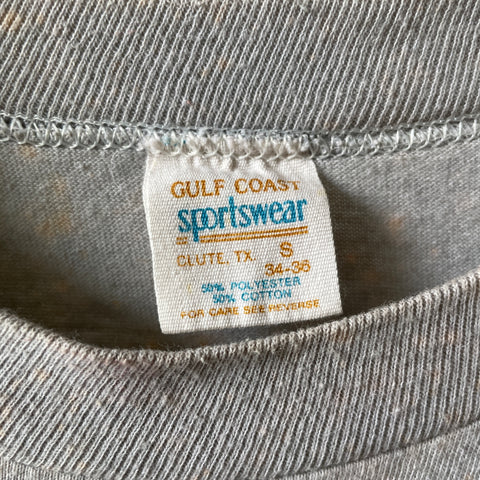 GULF COAST
sportswear
CLUTE, TX. S
34-36
50% POLYESTER
50% COTTON
FOR CARE SEE REVERSE